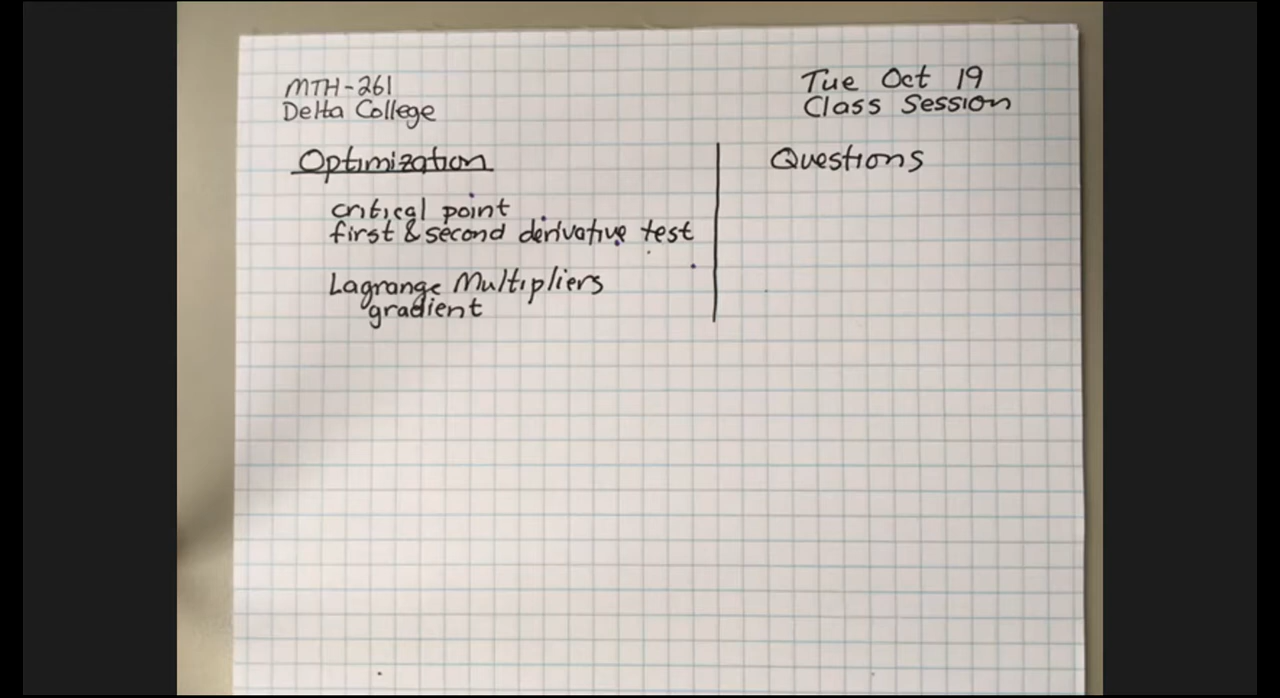 MTH-261
Delta College
Tue Oct 19
Class Session
Optimization
critical point
first & second derivative test
Lagrange Multipliers
gradient
Questions